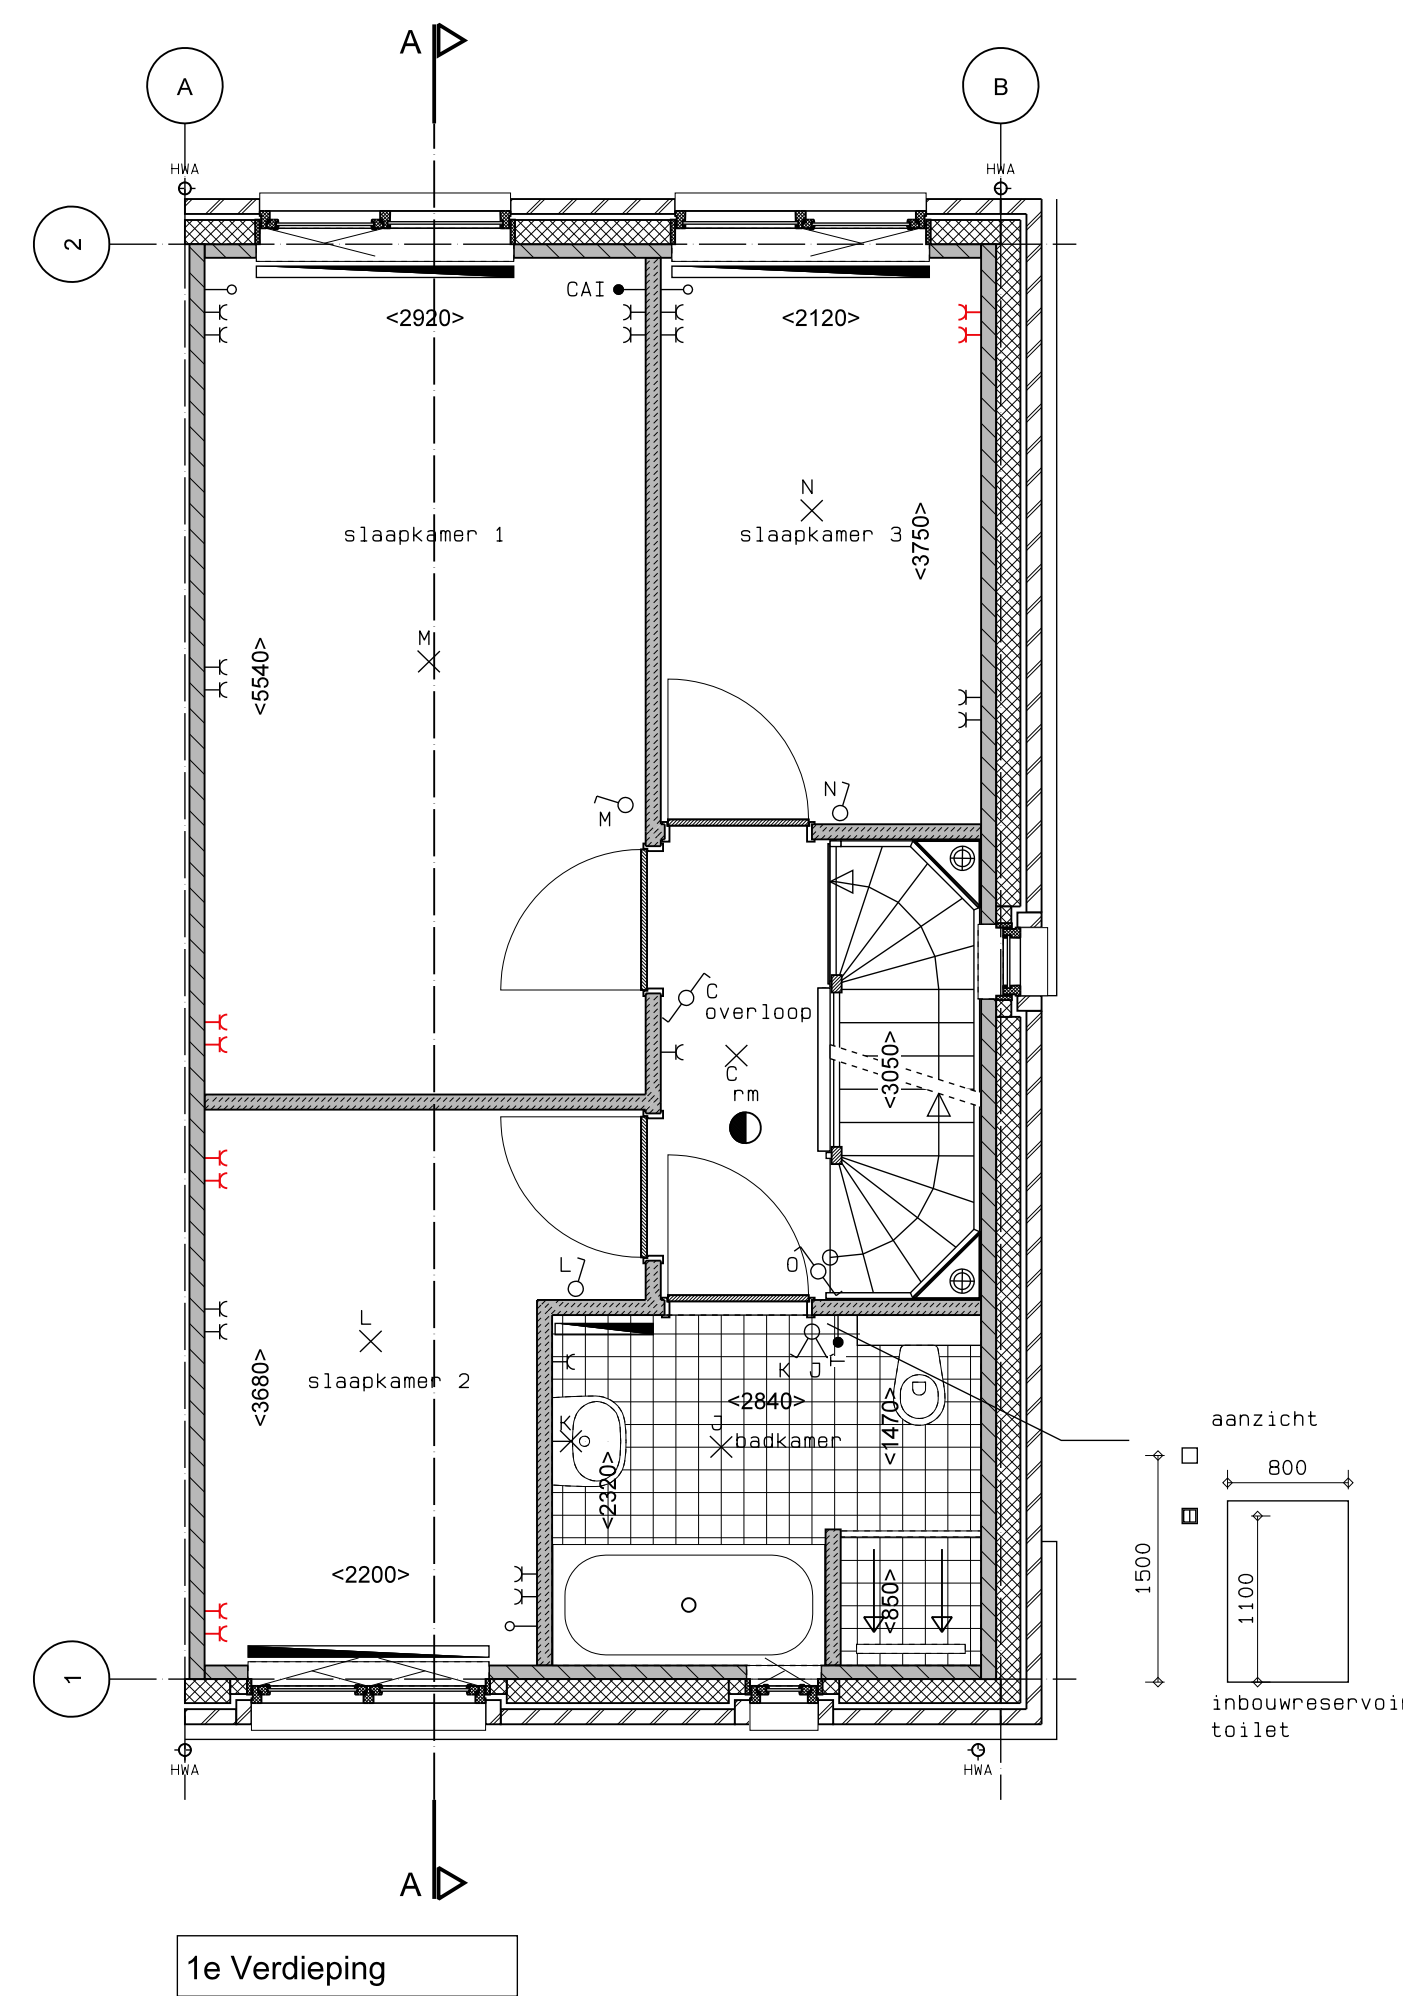 A
A
B
HWA
HWA
2
CAI
<2920>
<2120>
N
slaapkamer 1
slaapkamer 3
<3750>
M
<5540>
N
M
C
overloop
C
rm
<3050>
O
L
L
slaapkamer 2
<3680>
K
J
<2840>
K
J
badkamer
<1470>
<2320>
<2200>
<850>
1
aanzicht
800
1500
1100
inbouwreservoir
toilet
HWA
HWA
A
1e Verdieping